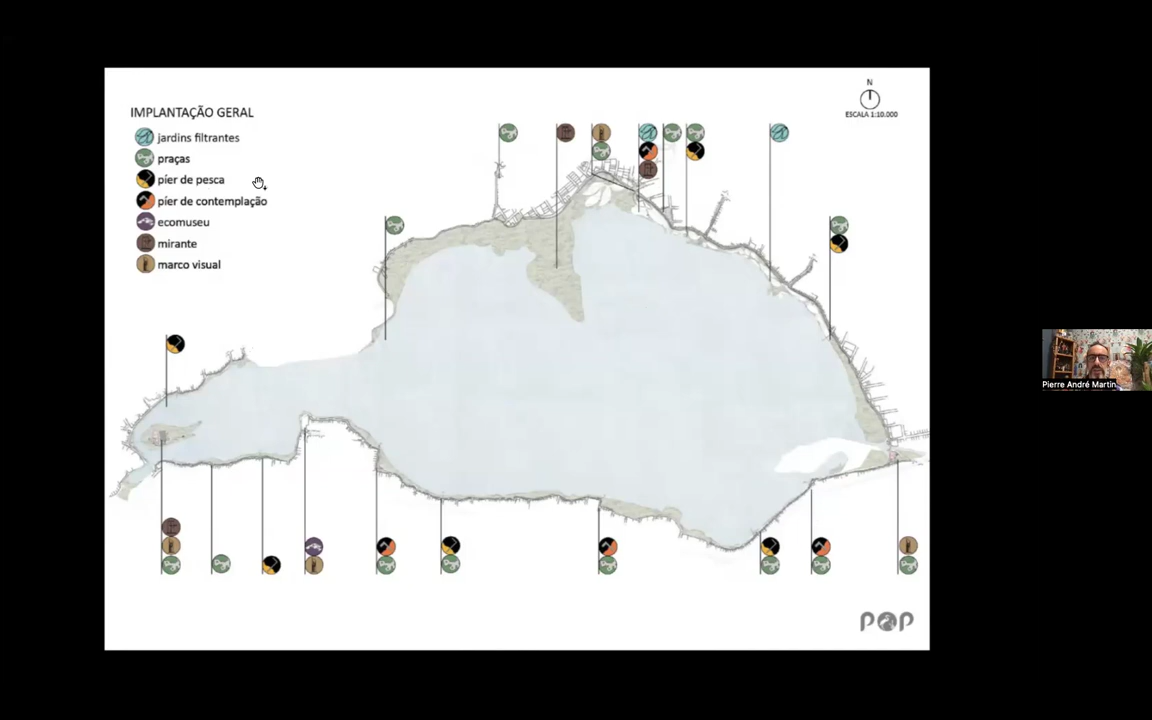 N
ESCALA 1:10.000
IMPLANTAÇÃO GERAL
jardins filtrantes
praças
píer de pesca
píer de contemplação
ecomuseu
mirante
marco visual
Pierre André Martin
POP